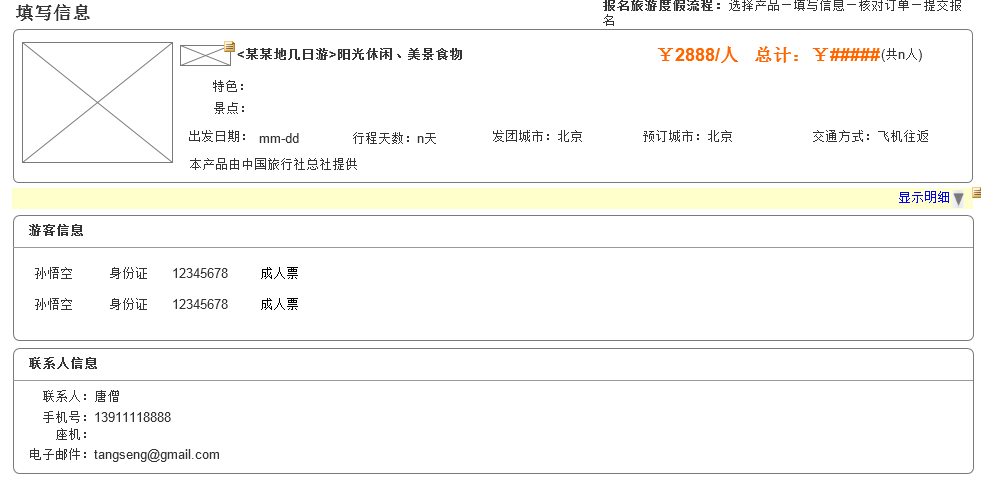 填写信息
报名旅游度假流程：选择产品－填写信息－核对订单－提交报
名
<某某地几日游>阳光休闲、美景食物
￥2888/人 总计：￥#####(共n人)
特色：
景点：
出发日期： mm-dd 行程天数：n天 发团城市：北京 预订城市：北京 交通方式：飞机往返
本产品由中国旅行社总社提供
显示明细
游客信息
孙悟空 身份证 12345678 成人票
孙悟空 身份证 12345678 成人票
联系人信息
联系人：唐僧
手机号：13911118888
座机：
电子邮件：tangseng@gmail.com